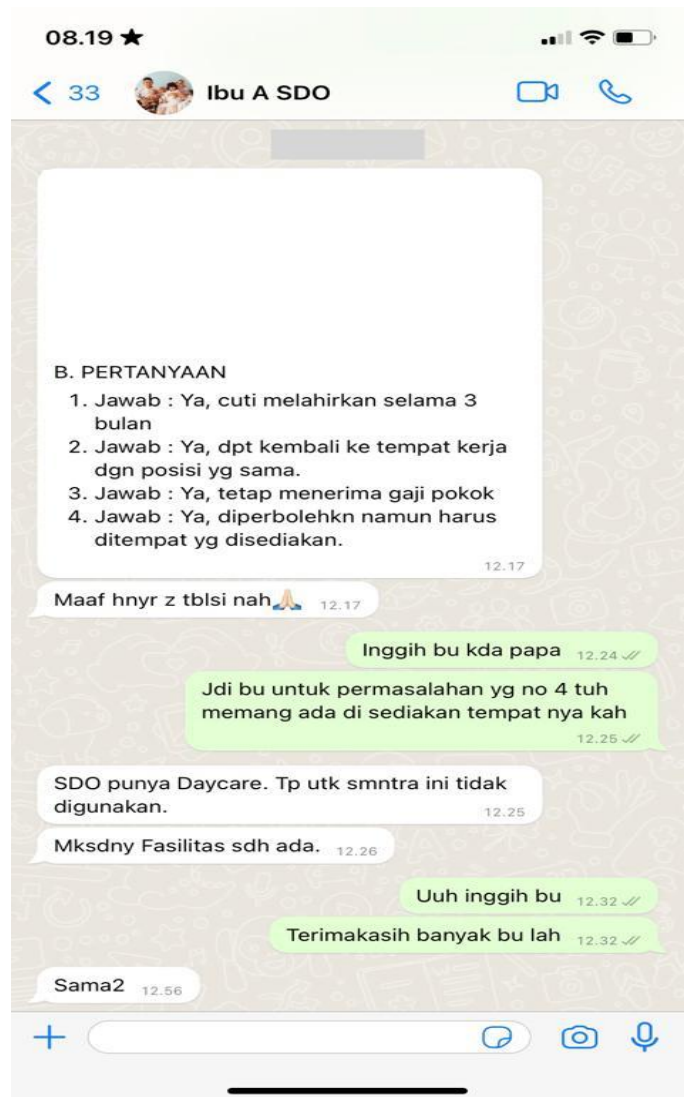 08.19 ★
33 Ibu A SDO
B. PERTANYAAN
1. Jawab : Ya, cuti melahirkan selama 3
bulan
2. Jawab : Ya, dpt kembali ke tempat kerja
dgn posisi yg sama.
3. Jawab : Ya, tetap menerima gaji pokok
4. Jawab : Ya, diperbolehkn namun harus
ditempat yg disediakan.
12.17
Maaf hnyr z tblsi nah🙏🏻 12.17
Inggih bu kda papa 12.24
Jdi bu untuk permasalahan yg no 4 tuh
memang ada di sediakan tempat nya kah
12.25
SDO punya Daycare. Tp utk smntra ini tidak
digunakan. 12.25
Mksdny Fasilitas sdh ada. 12.26
Uuh inggih bu 12.32
Terimakasih banyak bu lah 12.32
Sama2 12.56